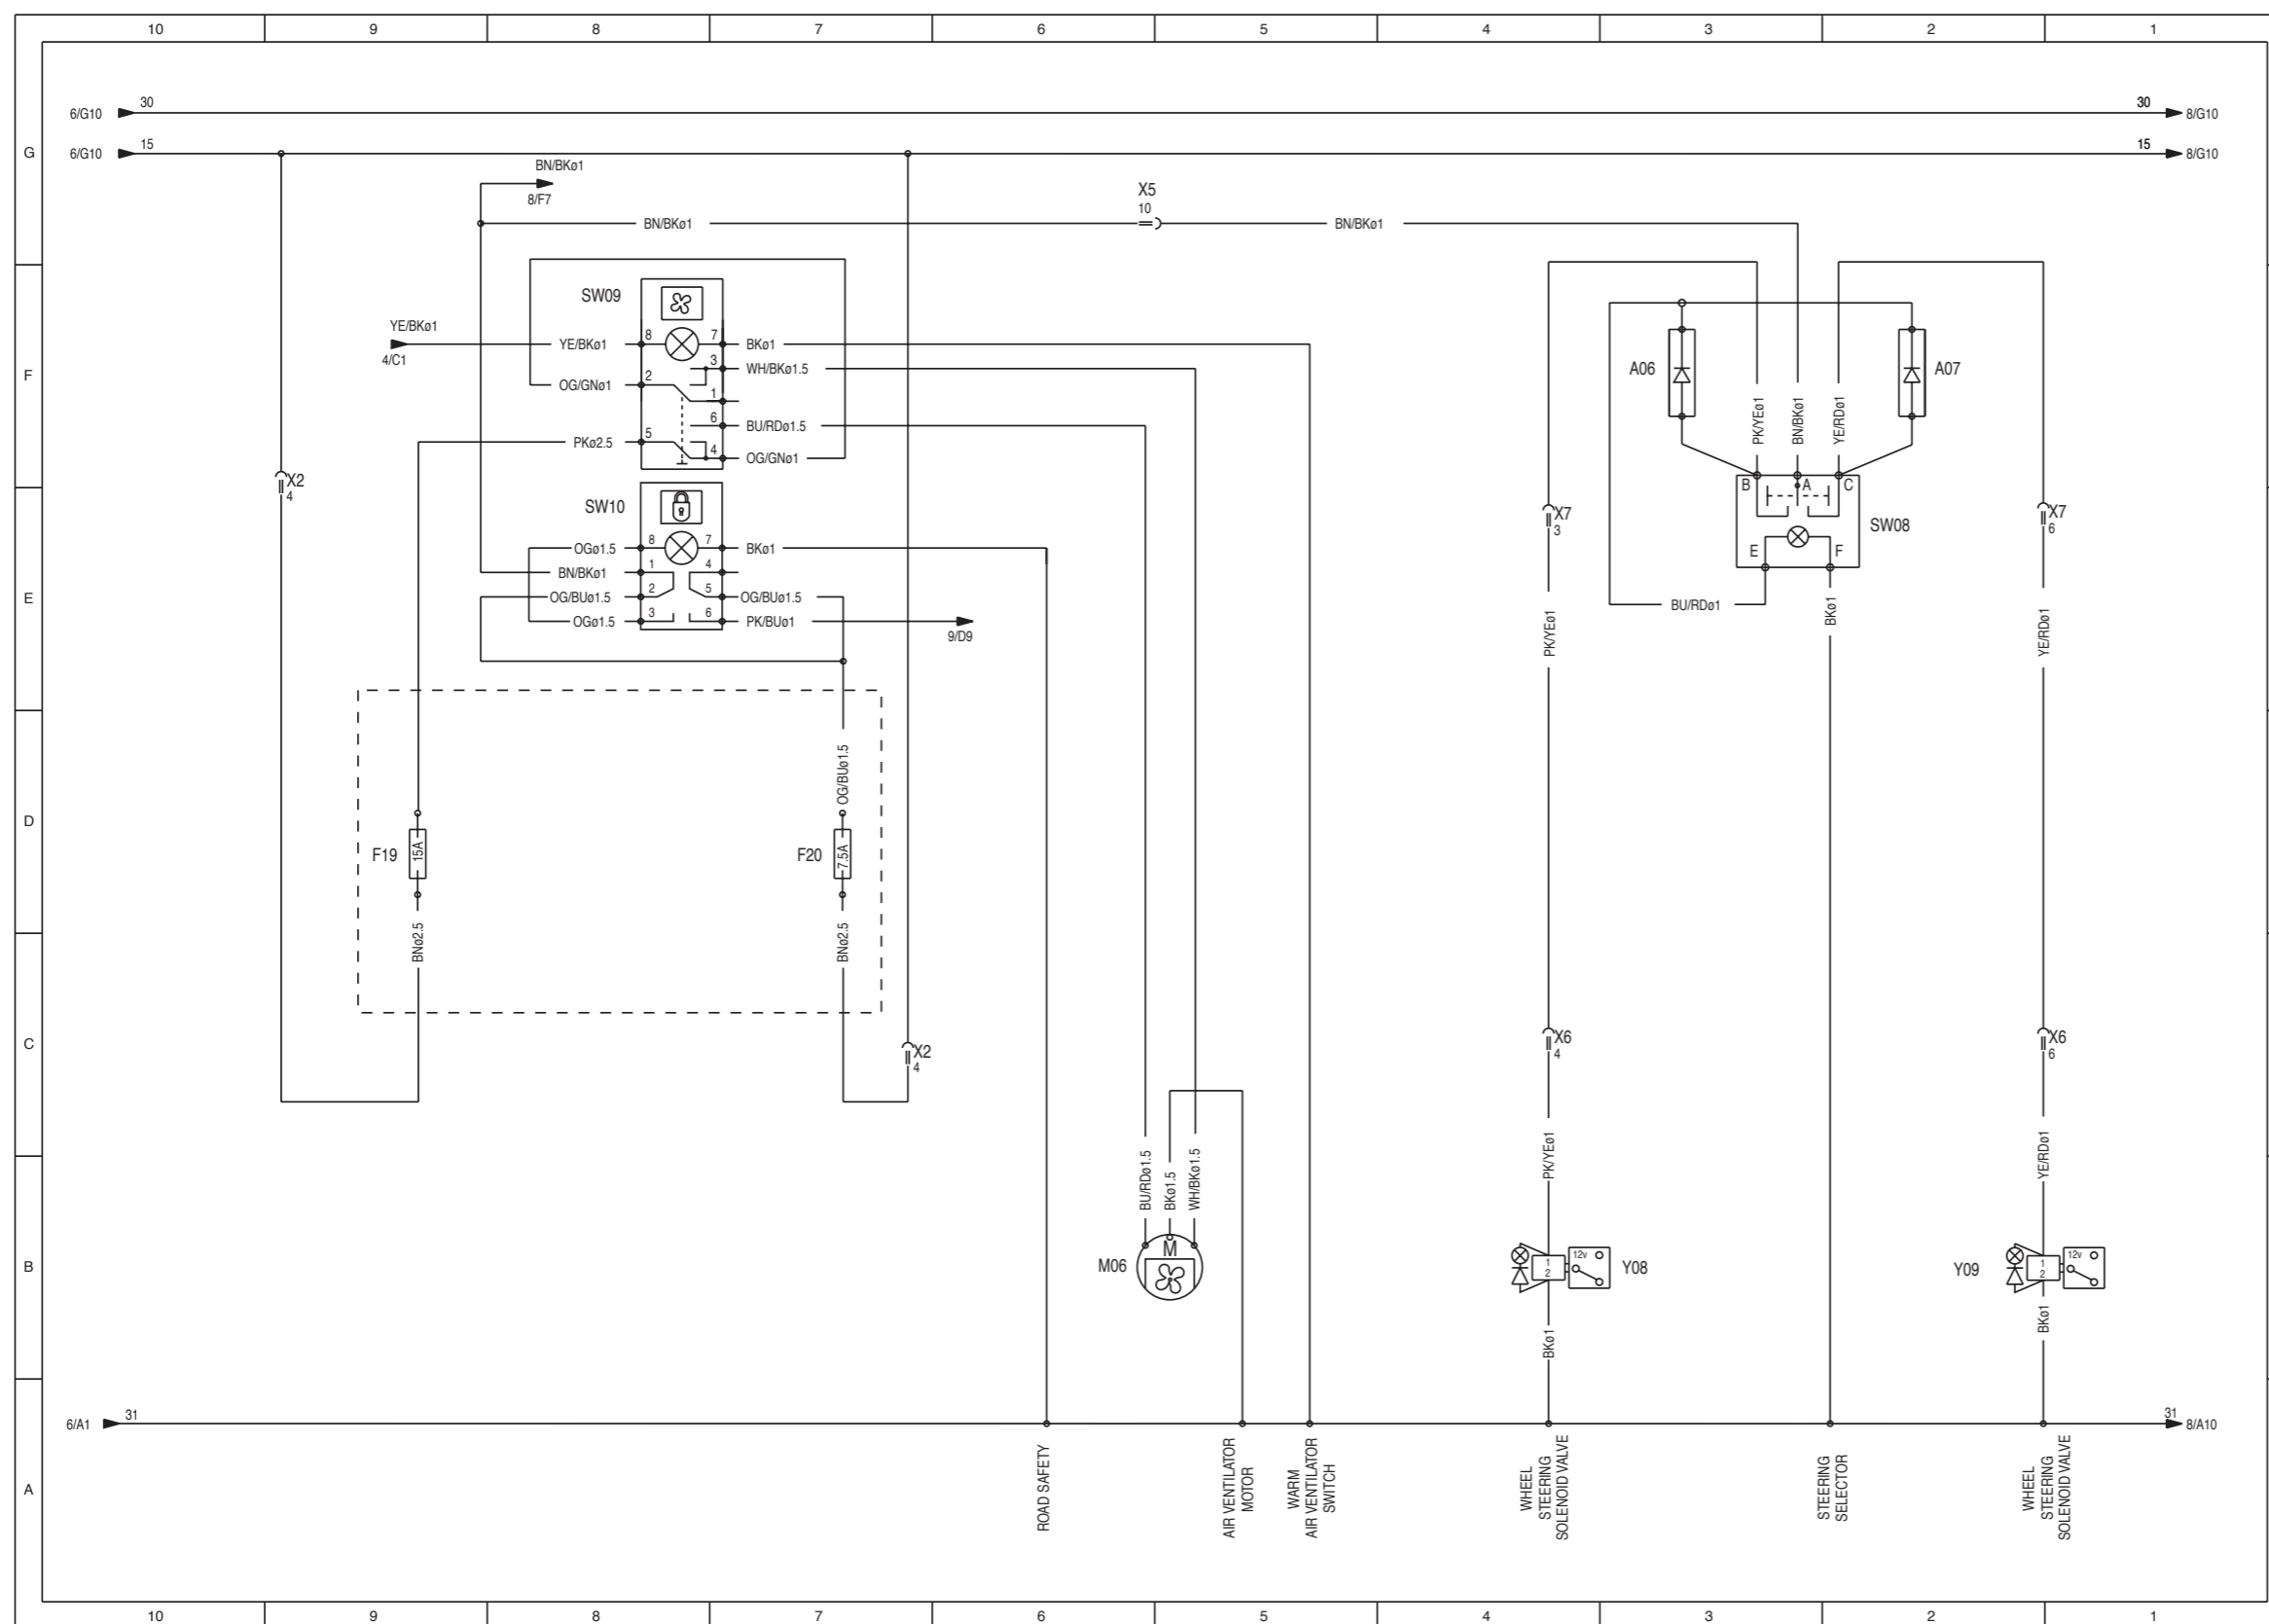 10 9 8 7 6 5 4 3 2 1
6/G10 30 30 8/G10
G 6/G10 15 15 8/G10
BN/BKø1
8/F7
X5
10
BN/BKø1 BN/BKø1
SW09
YE/BKø1
4/C1
YE/BKø1 8 7 BKø1
3 WH/BKø1.5
OG/GNø1 2
1
6 BU/RDø1.5
PKø2.5 5
4 OG/GNø1
F
A06 A07
PK/YEø1
BN/BKø1
YE/RDø1
X2
4
B A C
SW08
E F
SW10
OGø1.5 8 7 BKø1
BN/BKø1 1 4
OG/BUø1.5 2 5 OG/BUø1.5
OGø1.5 3 6 PK/BUø1
9/D9
X7
3
X7
6
E
BU/RDø1
BKø1
PK/YEø1
YE/RDø1
OG/BUø1.5
D
F19 15A
F20 7.5A
BNø2.5
BNø2.5
C
X2
4
X6
4
X6
6
BU/RDø1.5
BKø1.5
WH/BKø1.5
PK/YEø1
YE/RDø1
B
M06 M
1
2
12v
Y08
Y09
1
2
12v
BKø1
BKø1
6/A1 31 31 8/A10
A
ROAD SAFETY
AIR VENTILATOR
MOTOR
WARM
AIR VENTILATOR
SWITCH
WHEEL
STEERING
SOLENOID VALVE
STEERING
SELECTOR
WHEEL
STEERING
SOLENOID VALVE
10 9 8 7 6 5 4 3 2 1